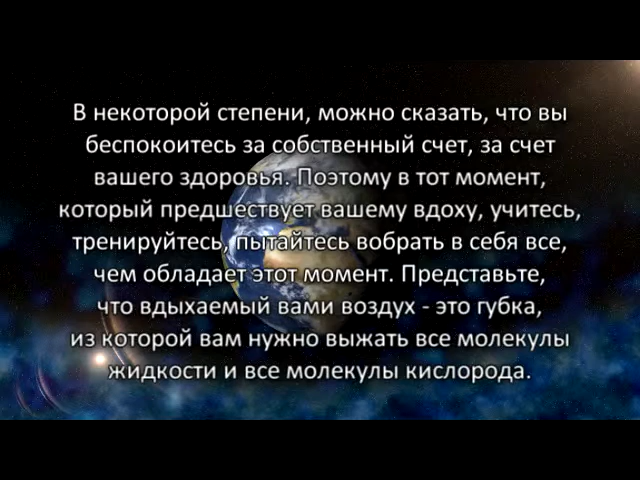 В некоторой степени, можно сказать, что вы
беспокоитесь за собственный счет, за счет
вашего здоровья. Поэтому в тот момент,
который предшествует вашему вдоху, учитесь,
тренируйтесь, пытайтесь вобрать в себя все,
чем обладает этот момент. Представьте,
что вдыхаемый вами воздух - это губка,
из которой вам нужно выжать все молекулы
жидкости и все молекулы кислорода.